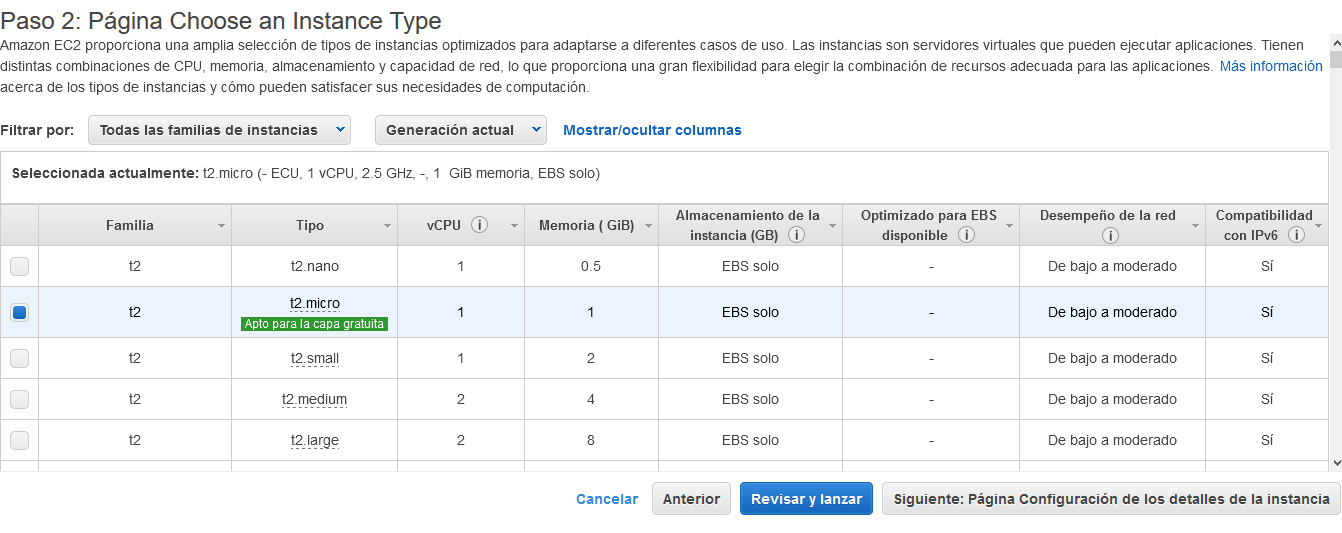 Paso 2: Página Choose an Instance Type
Amazon EC2 proporciona una amplia selección de tipos de instancias optimizados para adaptarse a diferentes casos de uso. Las instancias son servidores virtuales que pueden ejecutar aplicaciones. Tienen
distintas combinaciones de CPU, memoria, almacenamiento y capacidad de red, lo que proporciona una gran flexibilidad para elegir la combinación de recursos adecuada para las aplicaciones. Más información
acerca de los tipos de instancias y cómo pueden satisfacer sus necesidades de computación.
Filtrar por: Todas las familias de instancias Generación actual Mostrar/ocultar columnas
Seleccionada actualmente: t2.micro (- ECU, 1 vCPU, 2.5 GHz, -, 1 GiB memoria, EBS solo)
Familia Tipo vCPU Memoria ( GiB) Almacenamiento de la instancia (GB) Optimizado para EBS disponible Desempeño de la red Compatibilidad con IPv6
t2 t2.nano 1 0.5 EBS solo - De bajo a moderado Sí
t2 t2.micro Apto para la capa gratuita 1 1 EBS solo - De bajo a moderado Sí
t2 t2.small 1 2 EBS solo - De bajo a moderado Sí
t2 t2.medium 2 4 EBS solo - De bajo a moderado Sí
t2 t2.large 2 8 EBS solo - De bajo a moderado Sí
Cancelar Anterior Revisar y lanzar Siguiente: Página Configuración de los detalles de la instancia